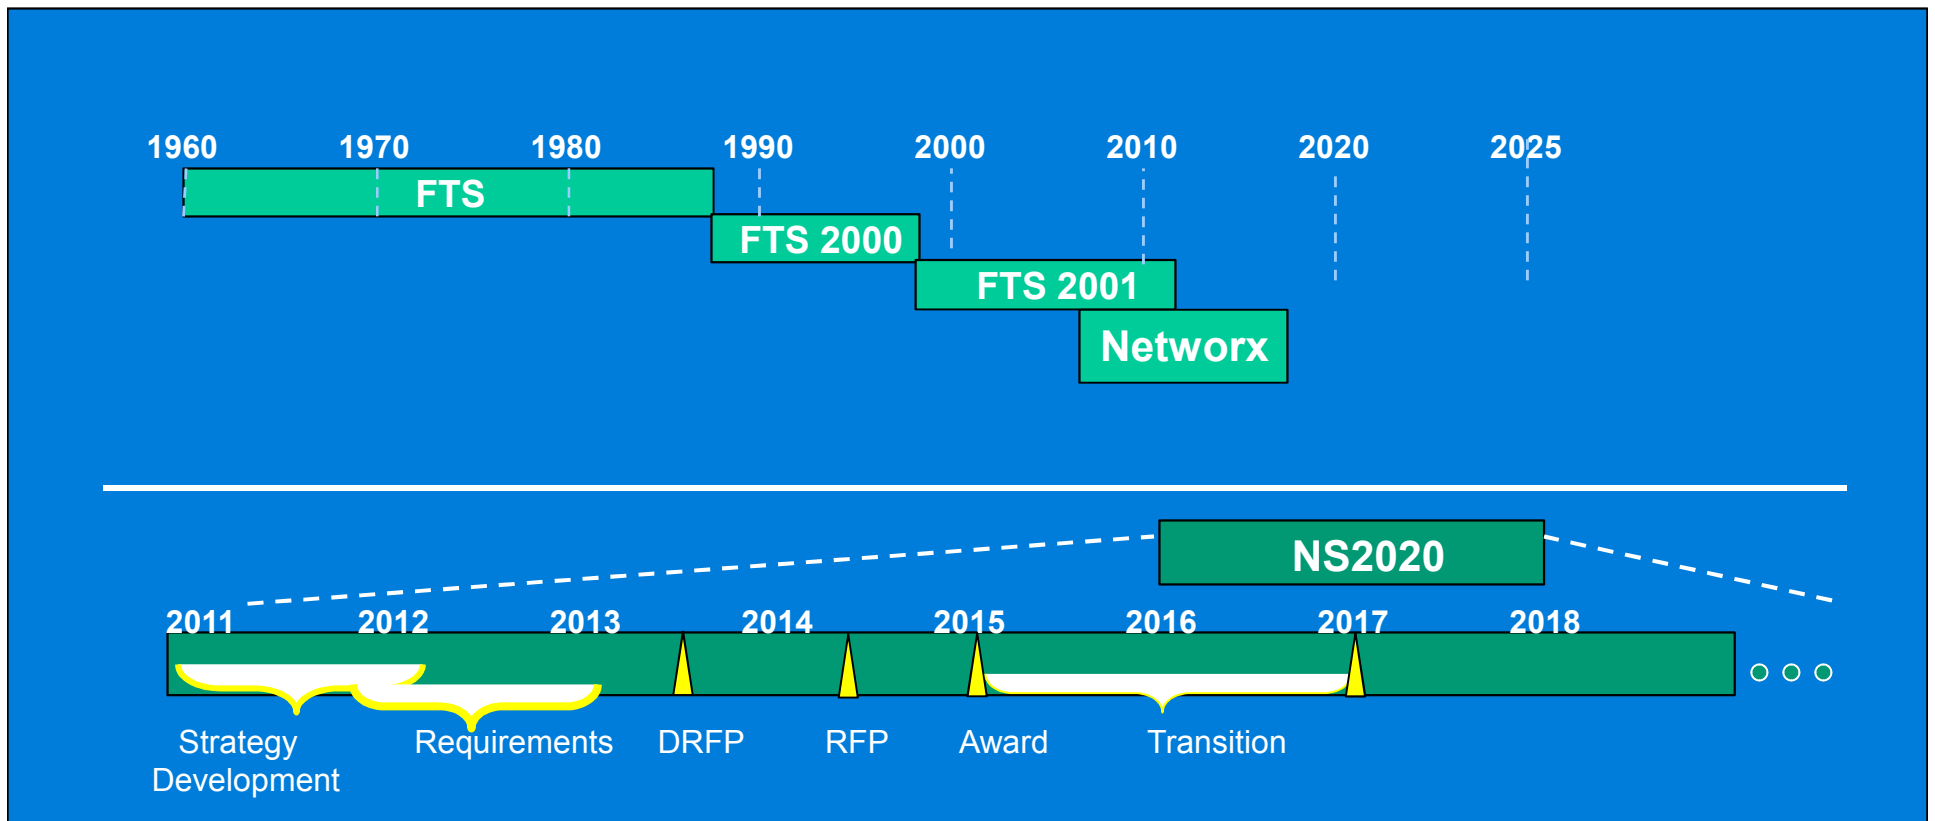 1960 1970 1980 1990 2000 2010 2020 2025
FTS
FTS 2000
FTS 2001
Networx
NS2020
2011 2012 2013 2014 2015 2016 2017 2018
Strategy Requirements DRFP RFP Award Transition
Development